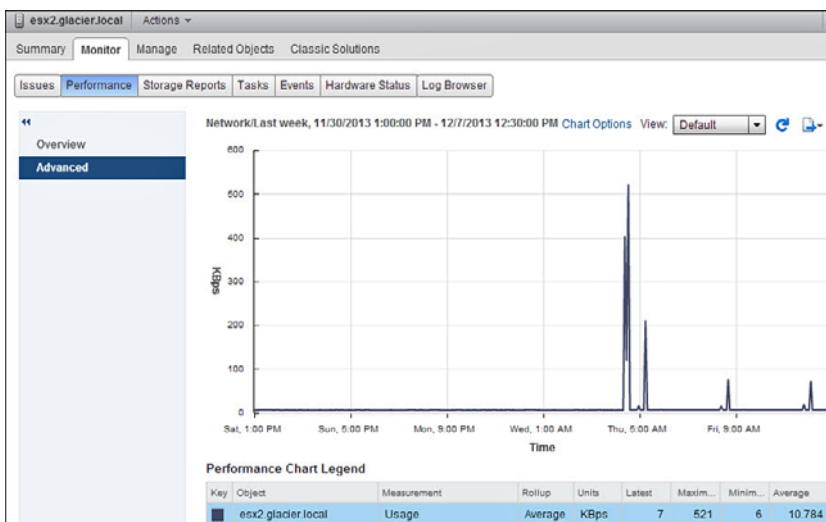 esx2.glacier.local Actions
Summary Monitor Manage Related Objects Classic Solutions
Issues Performance Storage Reports Tasks Events Hardware Status Log Browser
Overview
Advanced
Network/Last week, 11/30/2013 1:00:00 PM - 12/7/2013 12:30:00 PM Chart Options View: Default
600
500
400
300
200
100
0
KBps
Sat, 1:00 PM Sun, 5:00 PM Mon, 9:00 PM Wed, 1:00 AM Thu, 5:00 AM Fri, 9:00 AM
Time
Performance Chart Legend
Key Object Measurement Rollup Units Latest Maxim... Minim... Average
esx2.glacier.local Usage Average KBps 7 521 6 10.784